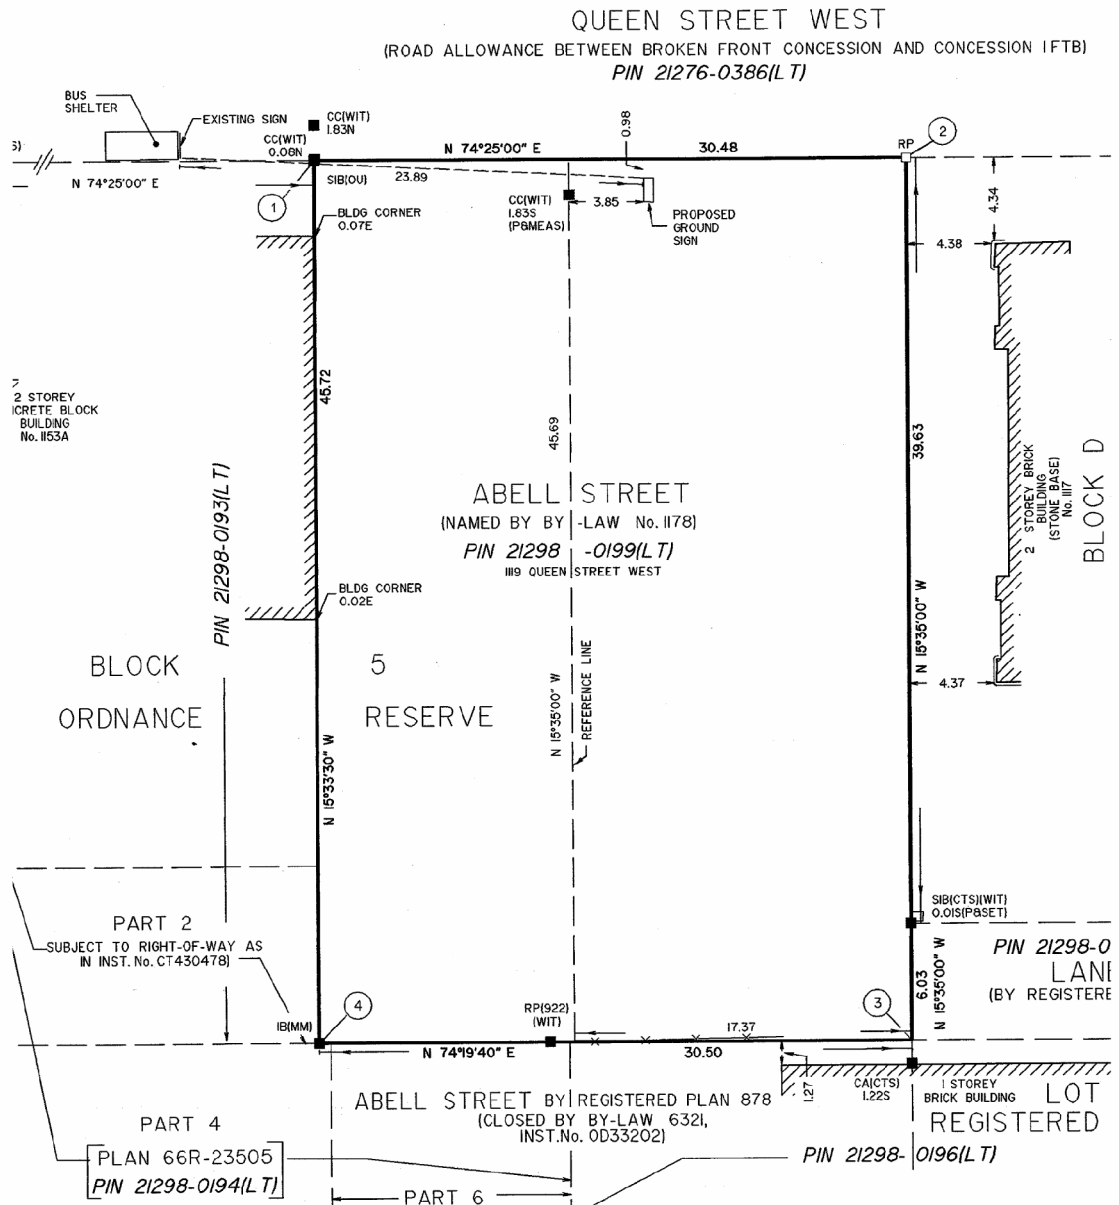 QUEEN STREET WEST
(ROAD ALLOWANCE BETWEEN BROKEN FRONT CONCESSION AND CONCESSION 1 FTB)
PIN 21276-0386(LT)
BUS
SHELTER
EXISTING SIGN
CC(WIT)
1.83N
CC(WIT)
0.08N
N 74°25'00" E
30.48
0.98
RP
2
N 74°25'00" E
SIB(OU)
23.89
1
CC(WIT)
1.83S
(P&MEAS)
3.85
PROPOSED
GROUND
SIGN
4.34
4.38
BLDG CORNER
0.07E
45.72
45.69
39.63
2 STOREY
CRETE BLOCK
BUILDING
No. 1153A
PIN 21298-0193(LT)
ABELL STREET
(NAMED BY BY-LAW No. 1178)
PIN 21298-0199(LT)
1119 QUEEN STREET WEST
2 STOREY BRICK
BUILDING
(STONE BASE)
No. 1117
BLOCK D
BLDG CORNER
0.02E
N 15°35'00" W
BLOCK 5
ORDNANCE RESERVE
N 15°35'00" W
REFERENCE LINE
4.37
N 15°33'30" W
PART 2
SUBJECT TO RIGHT-OF-WAY AS
IN INST. No. CT430478)
SIB(CTS)(WIT)
0.01S(P&SET)
PIN 21298-0
LANE
(BY REGISTERE
6.03
N 15°35'00" W
IB(MM)
4
RP(922)
(WIT)
3
17.37
N 74°19'40" E
30.50
1.27
CA(CTS)
1.22S
1 STOREY
BRICK BUILDING
LOT
REGISTERED
ABELL STREET BY REGISTERED PLAN 878
(CLOSED BY BY-LAW 6321,
INST.No. OD33202)
PART 4
PLAN 66R-23505
PIN 21298-0194(LT)
PIN 21298-0196(LT)
PART 6